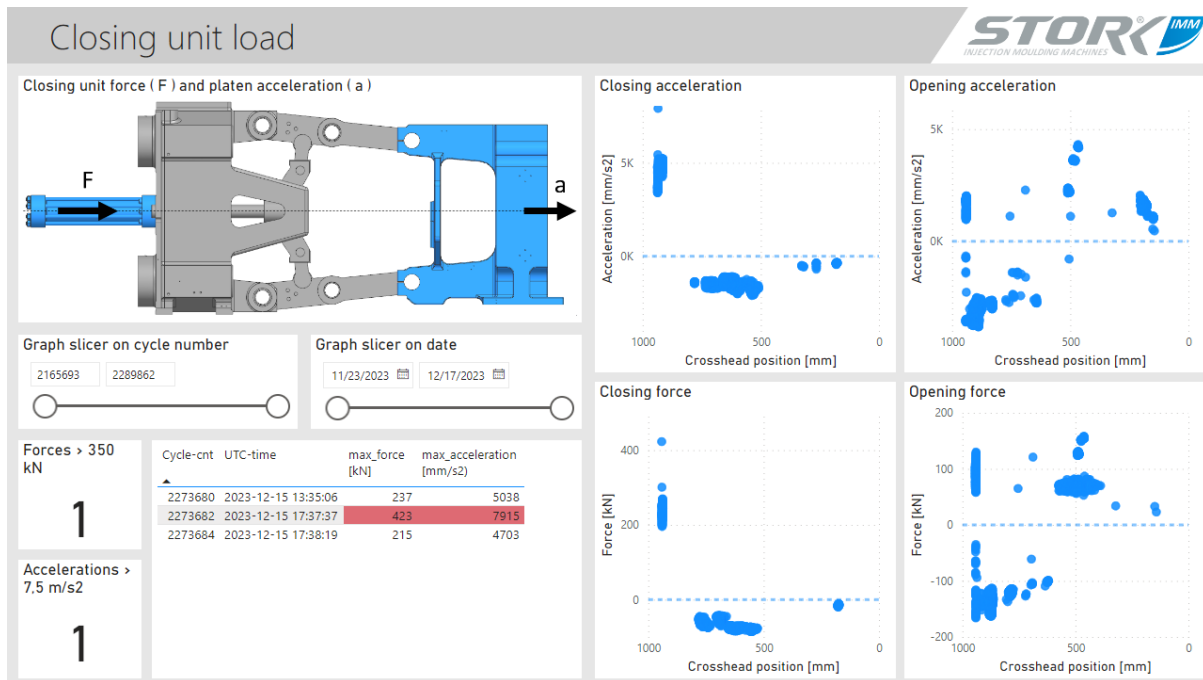 Closing unit load
STORK IMM
INJECTION MOULDING MACHINES
Closing unit force ( F ) and platen acceleration ( a )
F
a
Graph slicer on cycle number
2165693 2289862
Graph slicer on date
11/23/2023 12/17/2023
Forces > 350
kN
1
Accelerations >
7,5 m/s2
1
Cycle-cnt UTC-time max_force max_acceleration
[kN] [mm/s2)
2273680 2023-12-15 13:35:06 237 5038
2273682 2023-12-15 17:37:37 423 7915
2273684 2023-12-15 17:38:19 215 4703
Closing acceleration
Acceleration [mm/s2]
5K
0K
1000 500 0
Crosshead position [mm]
Opening acceleration
Acceleration [mm/s2]
5K
0K
1000 500 0
Crosshead position [mm]
Closing force
Force [kN]
400
200
0
1000 500 0
Crosshead position [mm]
Opening force
Force [kN]
200
100
0
-100
-200
1000 500 0
Crosshead position [mm]